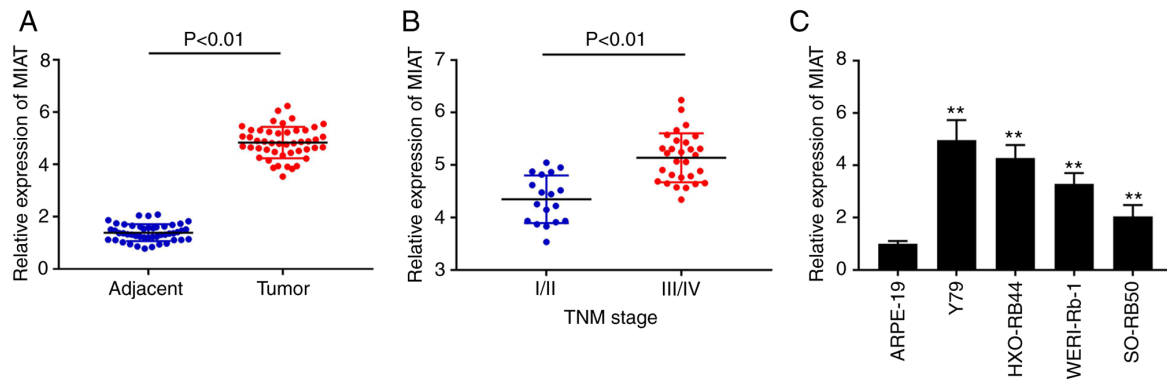 A
P<0.01
Relative expression of MIAT
8
6
4
2
0
Adjacent
Tumor
B
P<0.01
Relative expression of MIAT
7
6
5
4
3
I/II
III/IV
TNM stage
C
Relative expression of MIAT
8
6
4
2
0
**
**
**
**
ARPE-19
Y79
HXO-RB44
WERI-Rb-1
SO-RB50